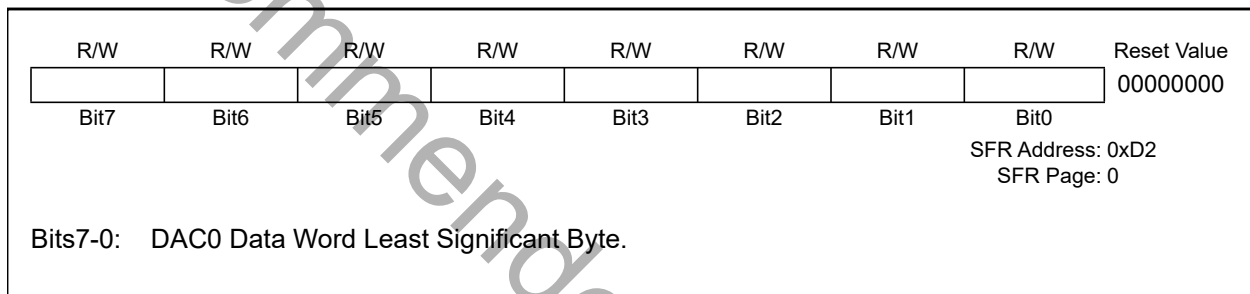 R/W R/W R/W R/W R/W R/W R/W R/W Reset Value
00000000
Bit7 Bit6 Bit5 Bit4 Bit3 Bit2 Bit1 Bit0
SFR Address: 0xD2
SFR Page: 0
Bits7-0: DAC0 Data Word Least Significant Byte.